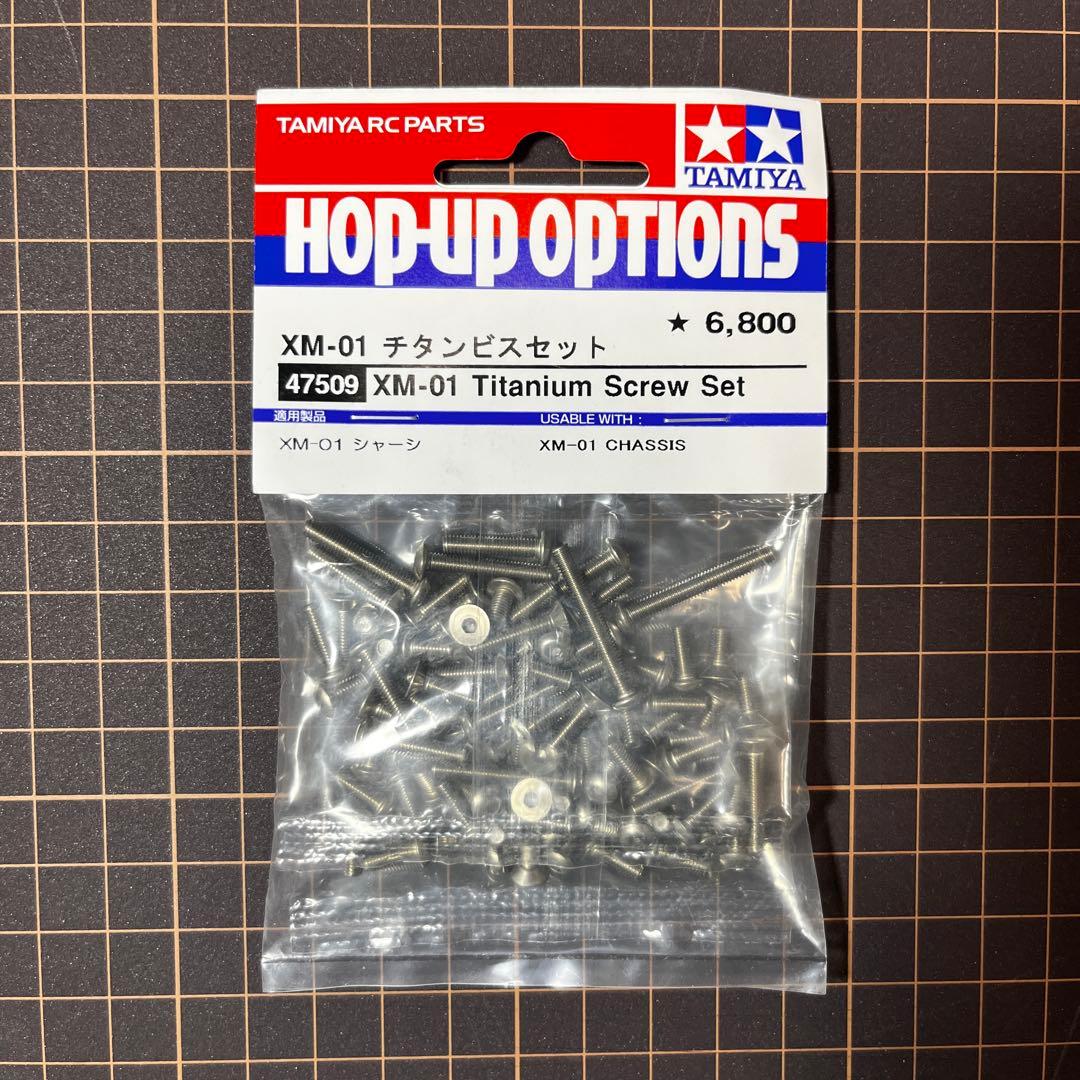 TAMIYA RC PARTS
TAMIYA
HOP-UP OPTIONS
★ 6,800
XM-01 チタンビスセット
47509 XM-01 Titanium Screw Set
適用製品 USABLE WITH :
XM-01 シャーシ XM-01 CHASSIS